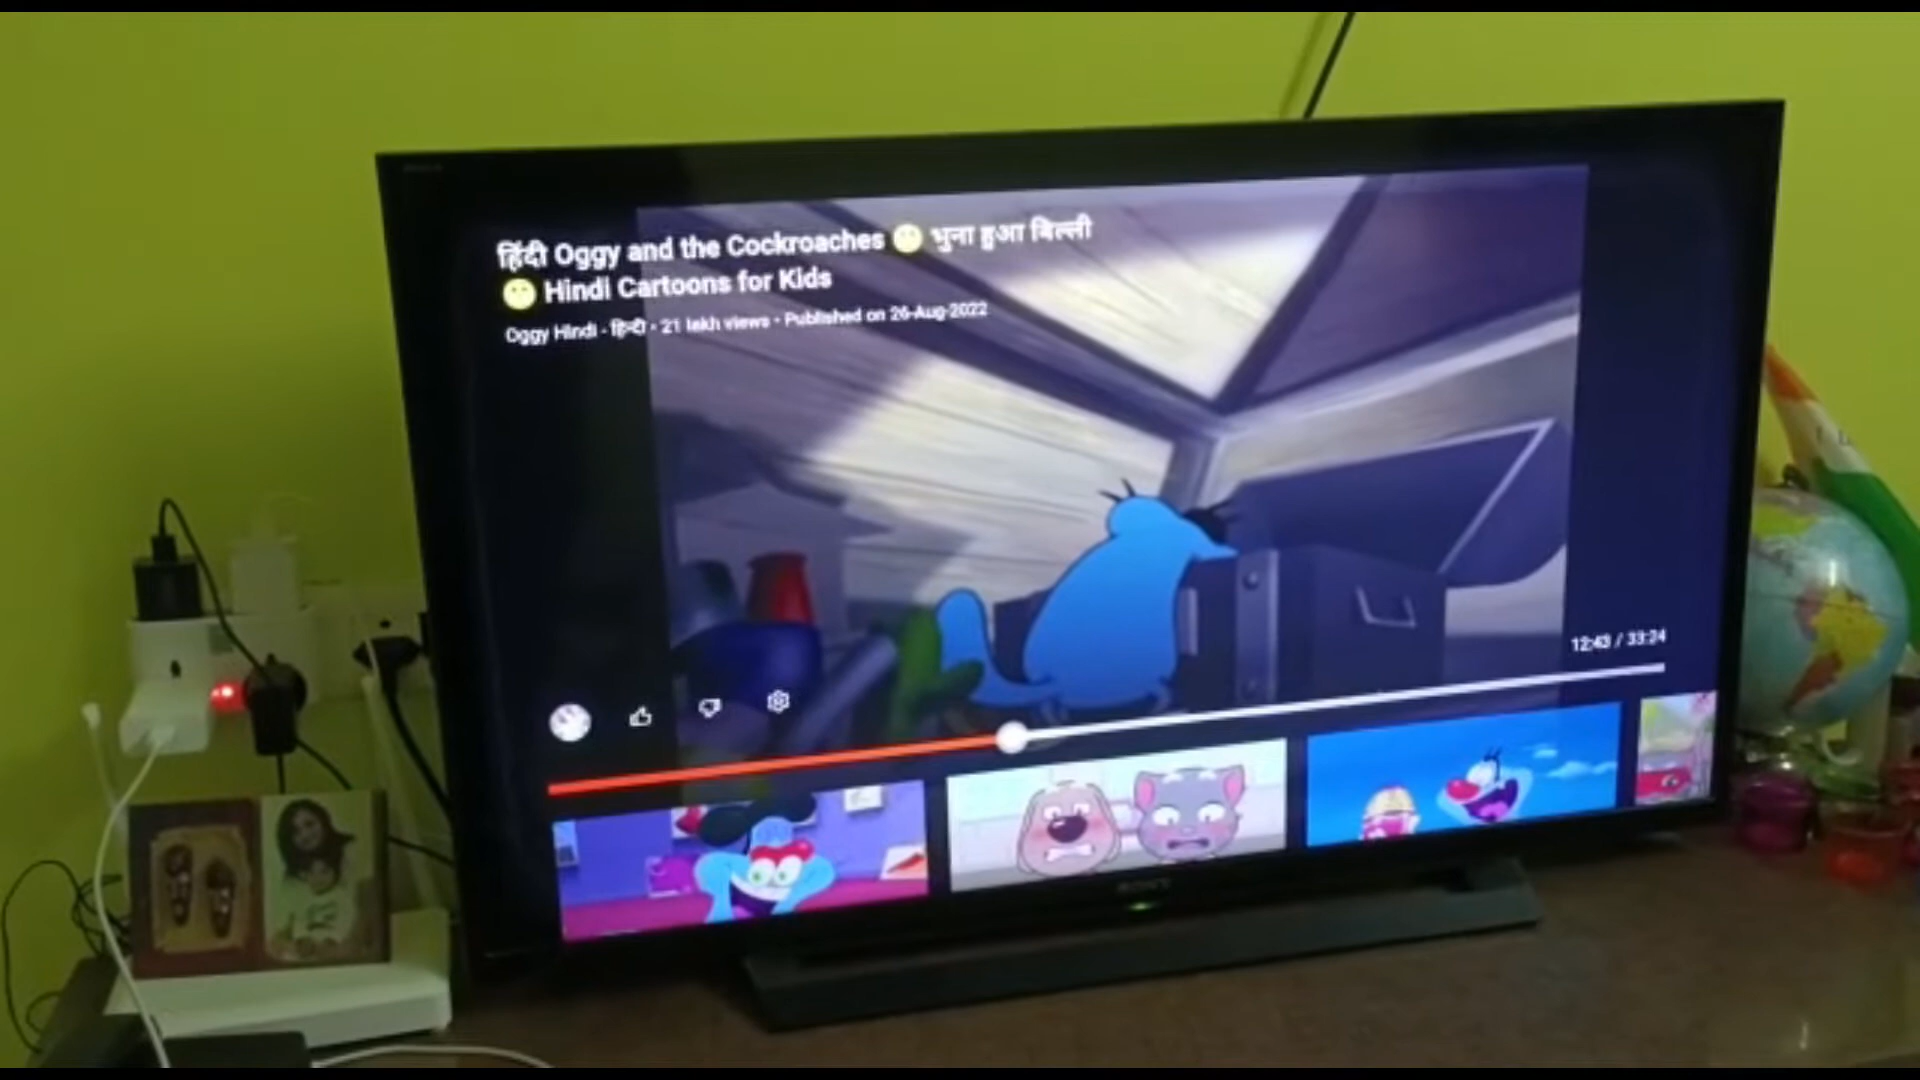 हिंदी Oggy and the Cockroaches 😶 भुना हुआ बिल्ली
😶 Hindi Cartoons for Kids
Oggy Hindi - हिन्दी • 21 lakh views • Published on 26-Aug-2022
12:43 / 33:24
SONY